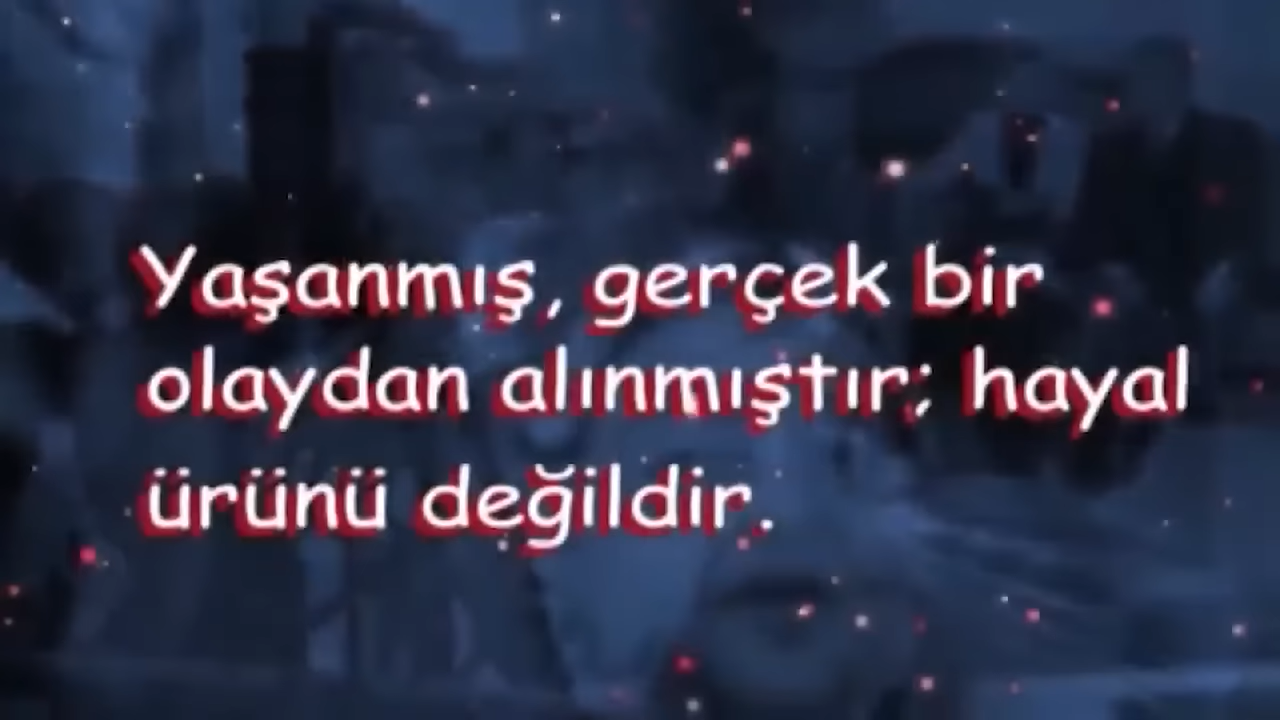 Yaşanmış, gerçek bir
olaydan alınmıştır; hayal
ürünü değildir.